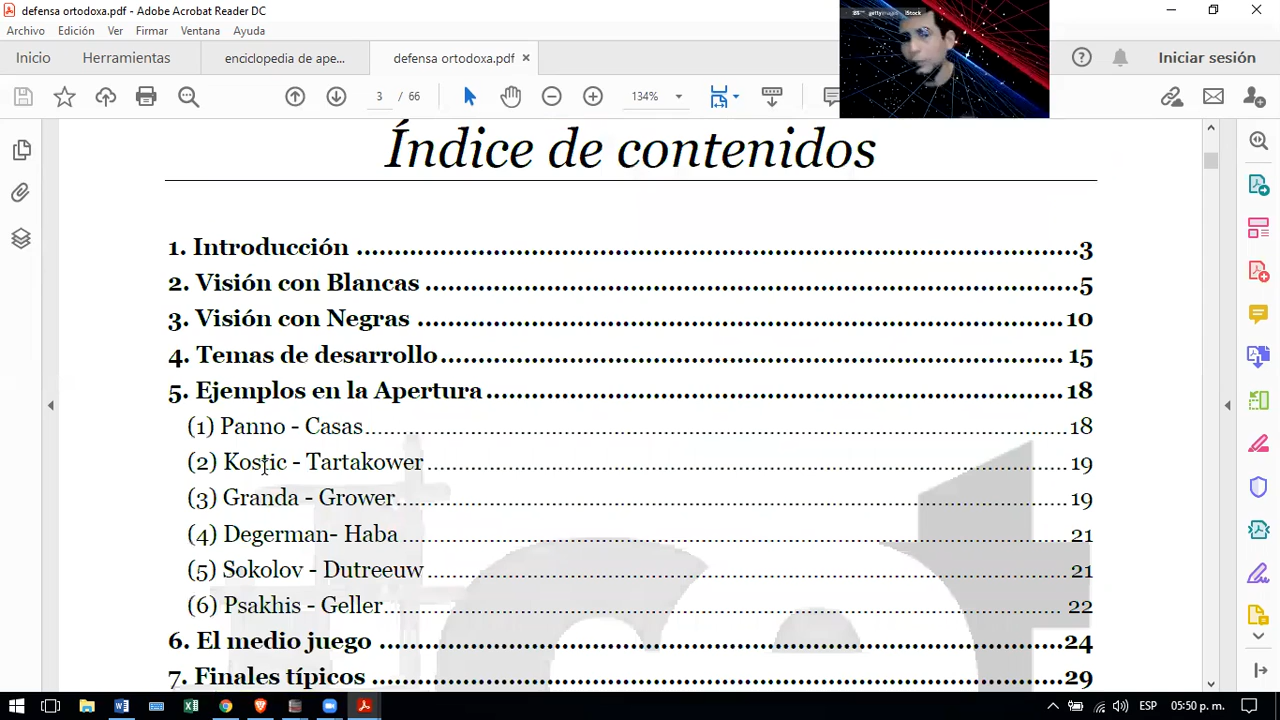 defensa ortodoxa.pdf - Adobe Acrobat Reader DC
Archivo Edición Ver Firmar Ventana Ayuda
Inicio Herramientas enciclopedia de ape... defensa ortodoxa.pdf × Iniciar sesión
gettyimages iStock
3 / 66 134%
Índice de contenidos
1. Introducción ........................................ 3
2. Visión con Blancas ........................................ 5
3. Visión con Negras ........................................ 10
4. Temas de desarrollo ........................................ 15
5. Ejemplos en la Apertura ........................................ 18
(1) Panno - Casas ........................................ 18
(2) Kostic - Tartakower ........................................ 19
(3) Granda - Grower ........................................ 19
(4) Degerman- Haba ........................................ 21
(5) Sokolov - Dutreeuw ........................................ 21
(6) Psakhis - Geller ........................................ 22
6. El medio juego ........................................ 24
7. Finales típicos ........................................ 29
ESP 05:50 p. m.